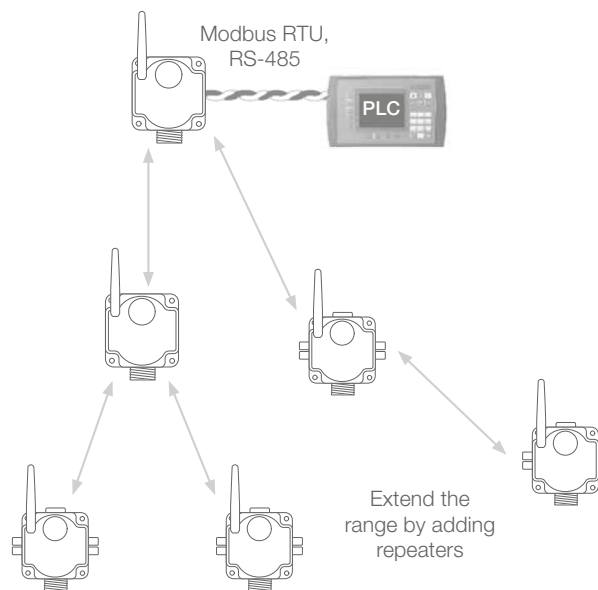 Modbus RTU,
RS-485
PLC
Extend the
range by adding
repeaters